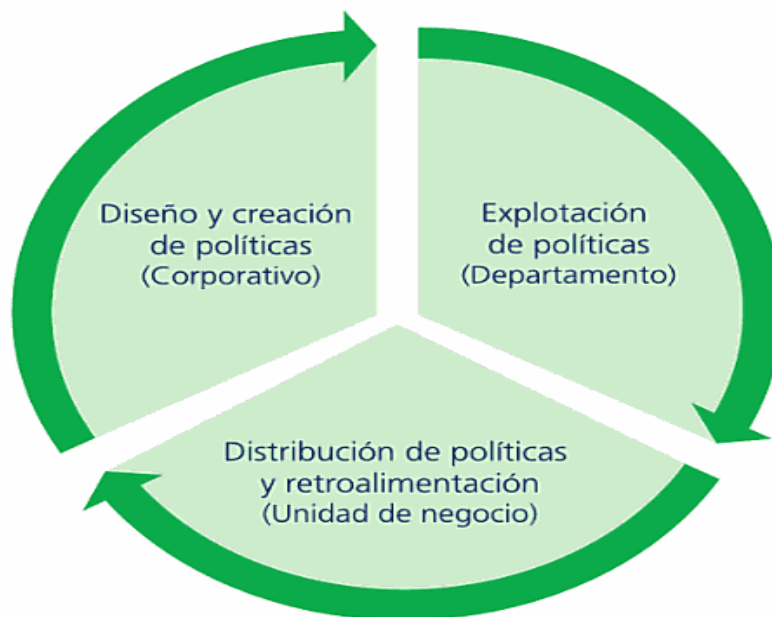 Diseño y creación
de políticas
(Corporativo)
Explotación
de políticas
(Departamento)
Distribución de políticas
y retroalimentación
(Unidad de negocio)